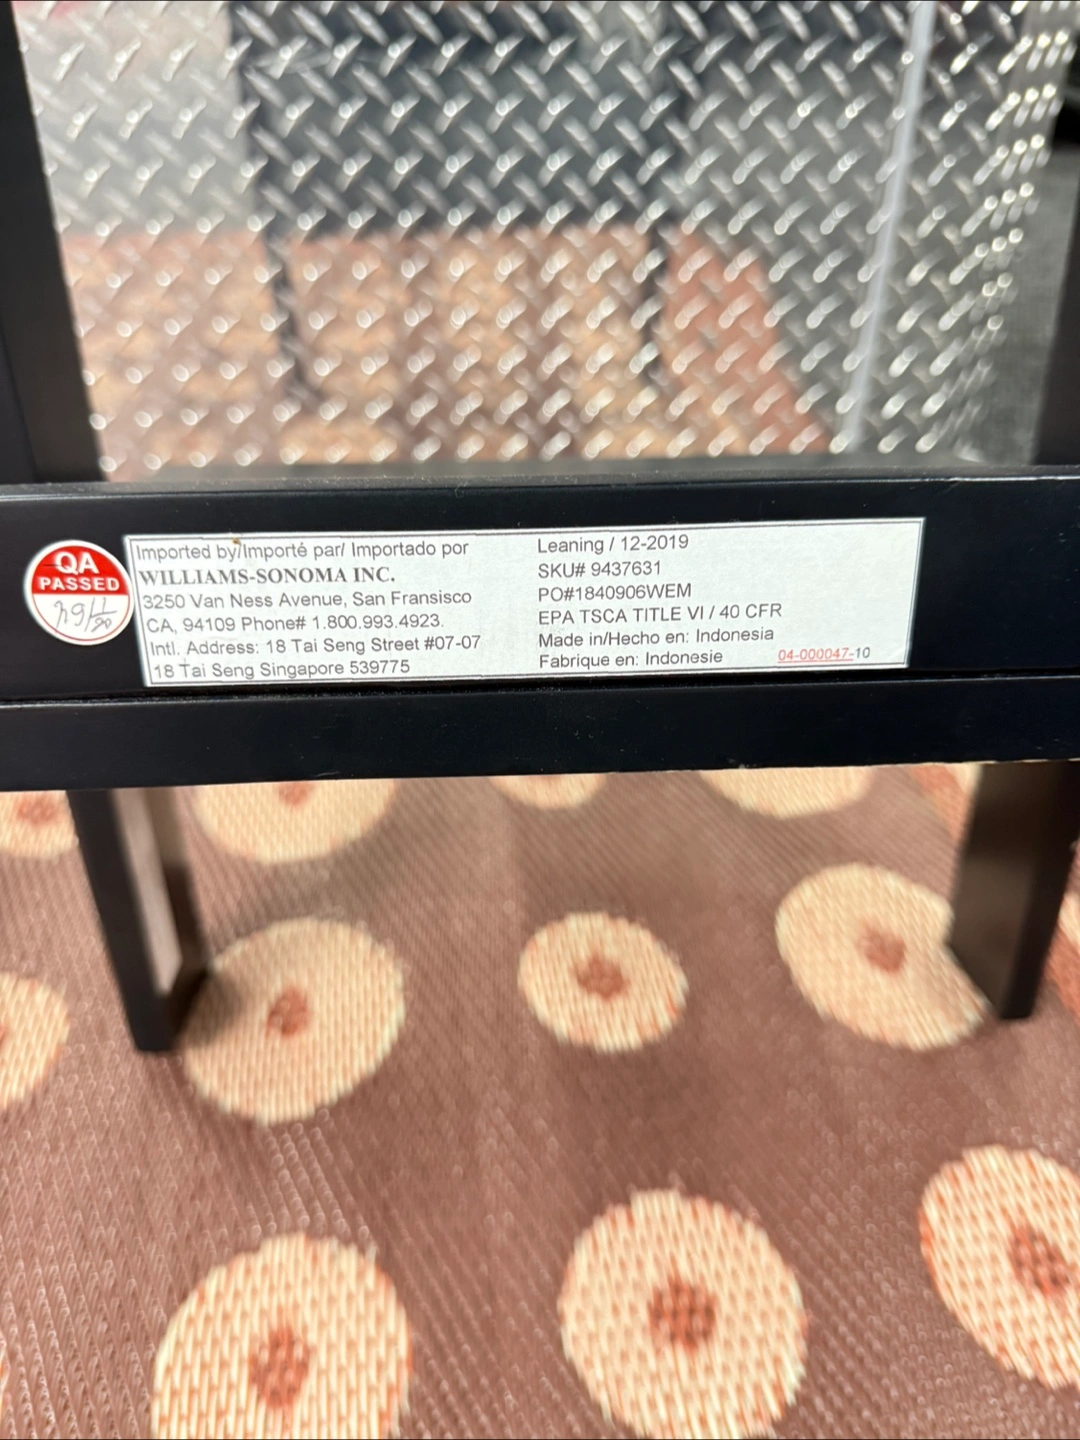 QA
PASSED
Imported by/Importé par/ Importado por
WILLIAMS-SONOMA INC.
3250 Van Ness Avenue, San Fransisco
CA, 94109 Phone# 1.800.993.4923.
Intl. Address: 18 Tai Seng Street #07-07
18 Tai Seng Singapore 539775
Leaning / 12-2019
SKU# 9437631
PO#1840906WEM
EPA TSCA TITLE VI / 40 CFR
Made in/Hecho en: Indonesia
Fabrique en: Indonesie
04-000047-10